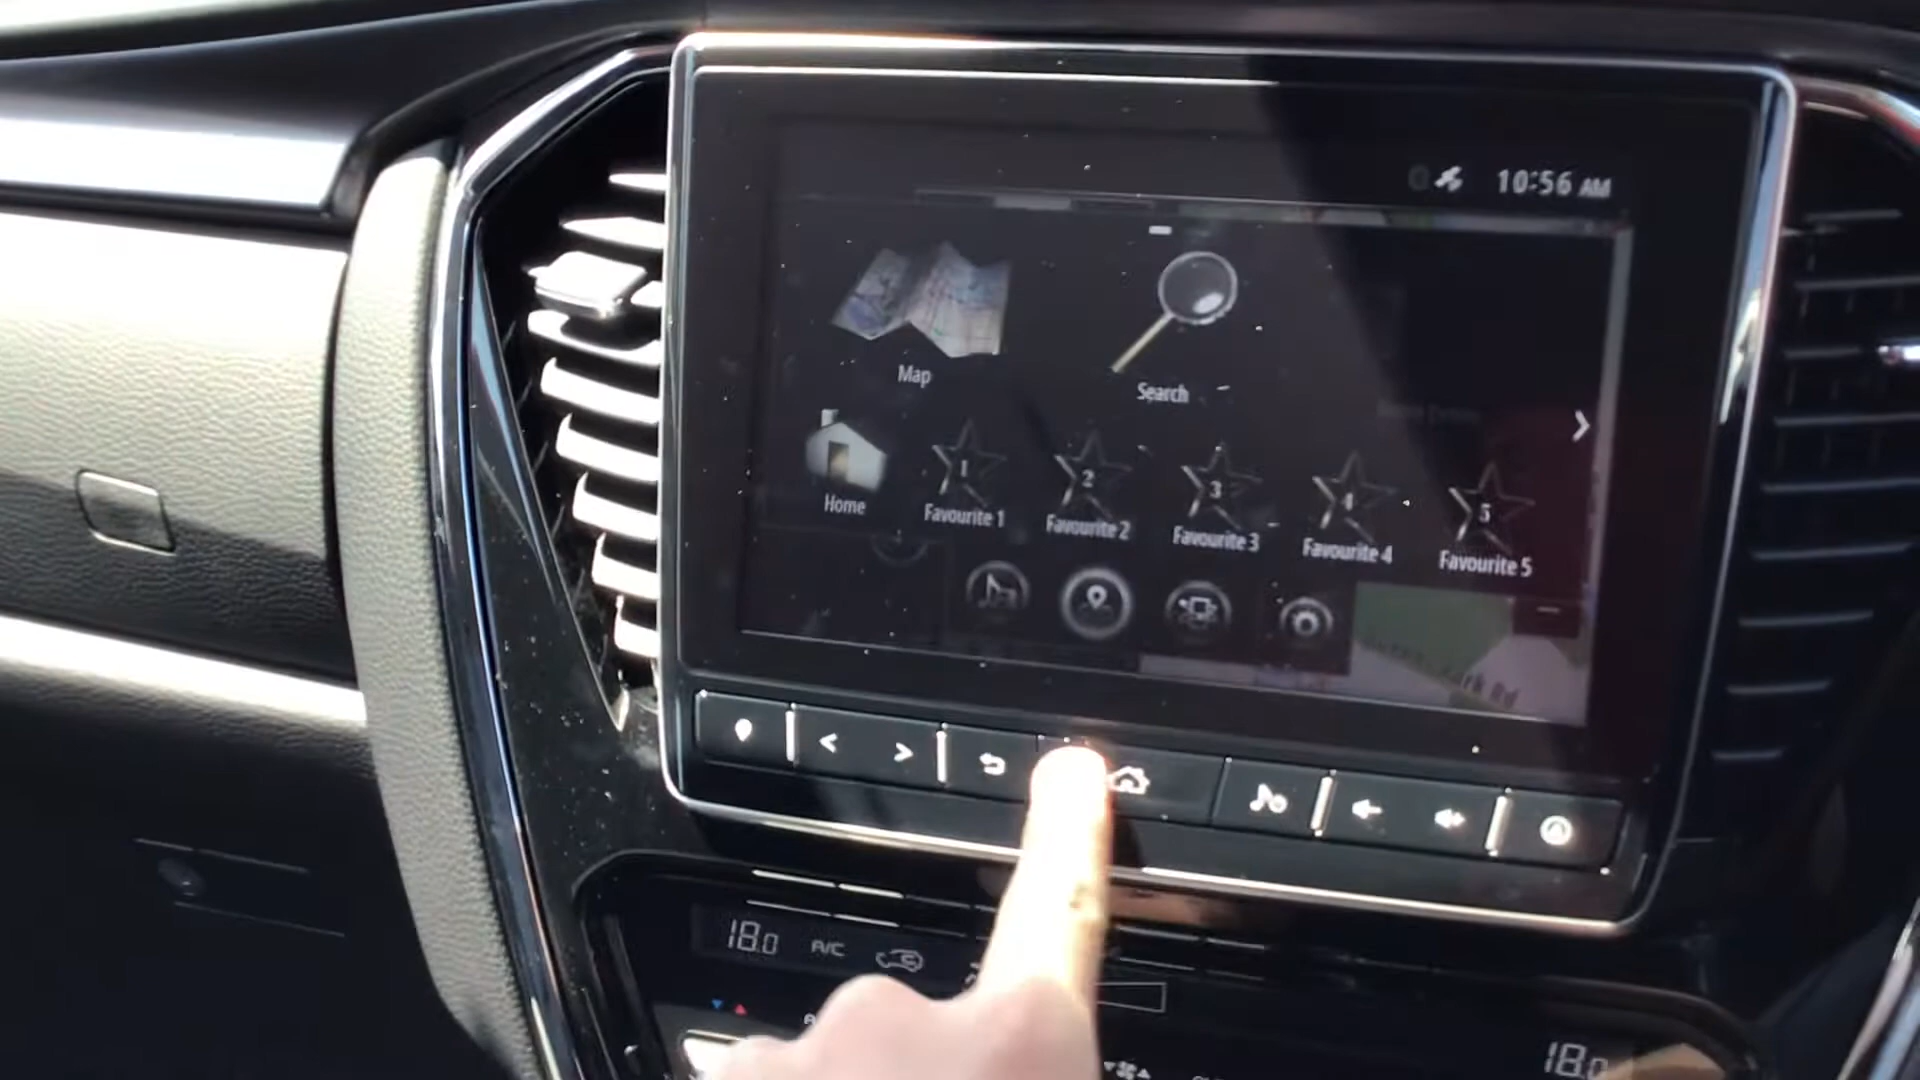 10:56 AM
Map
Search
Home
1
2
3
4
5
Favourite 1
Favourite 2
Favourite 3
Favourite 4
Favourite 5
18.0
A/C
18.0